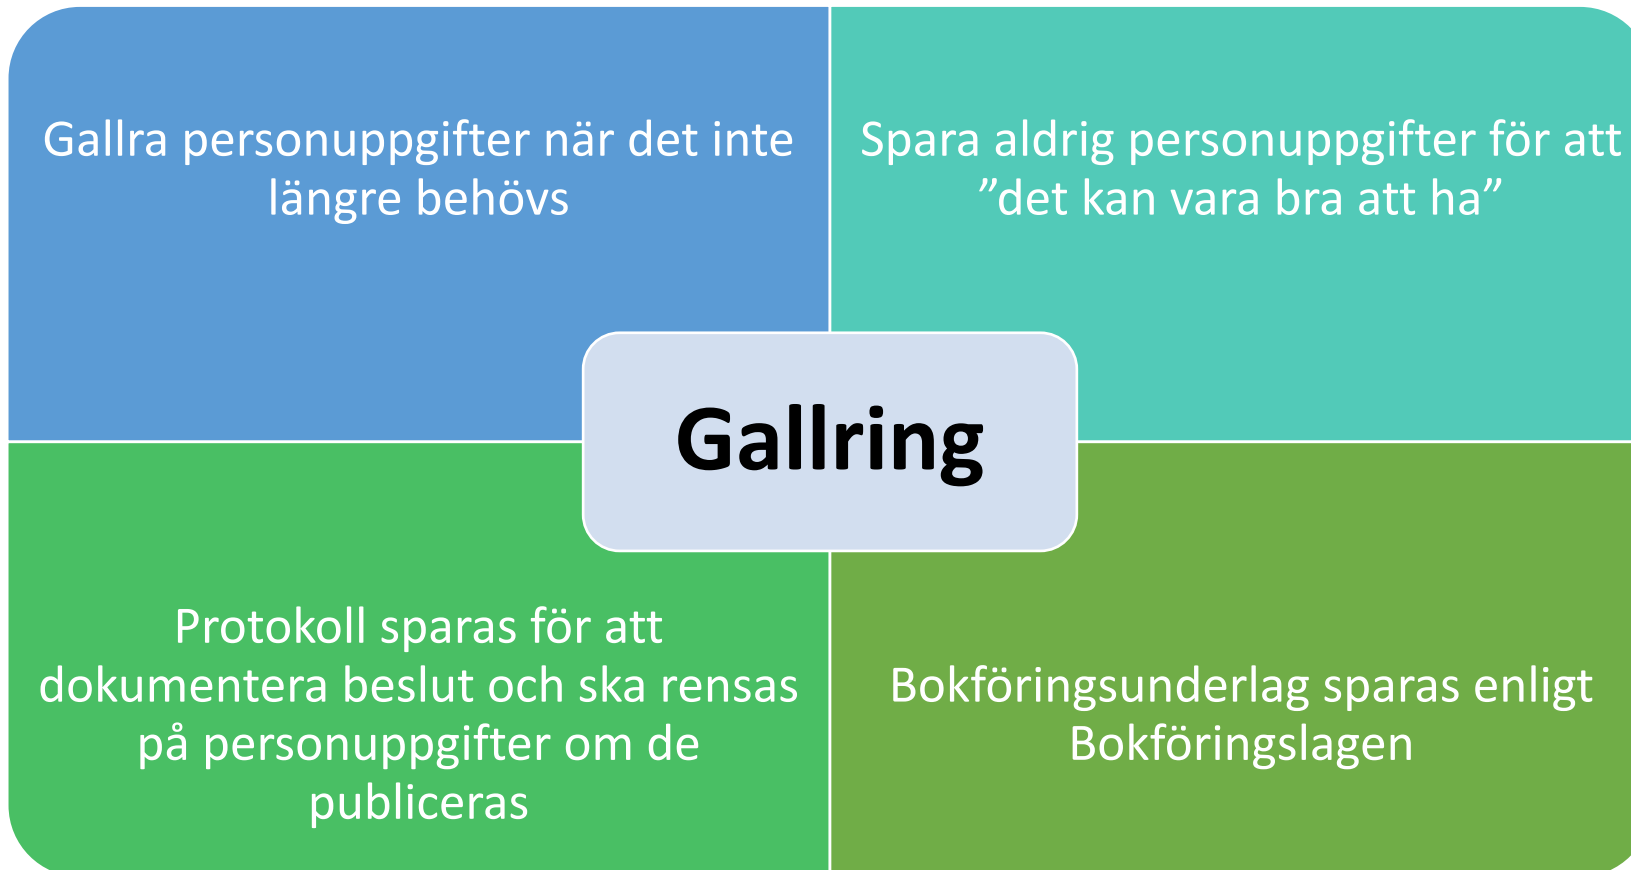 Gallra personuppgifter när det inte
längre behövs
Spara aldrig personuppgifter för att
”det kan vara bra att ha”
Gallring
Protokoll sparas för att
dokumentera beslut och ska rensas
på personuppgifter om de
publiceras
Bokföringsunderlag sparas enligt
Bokföringslagen